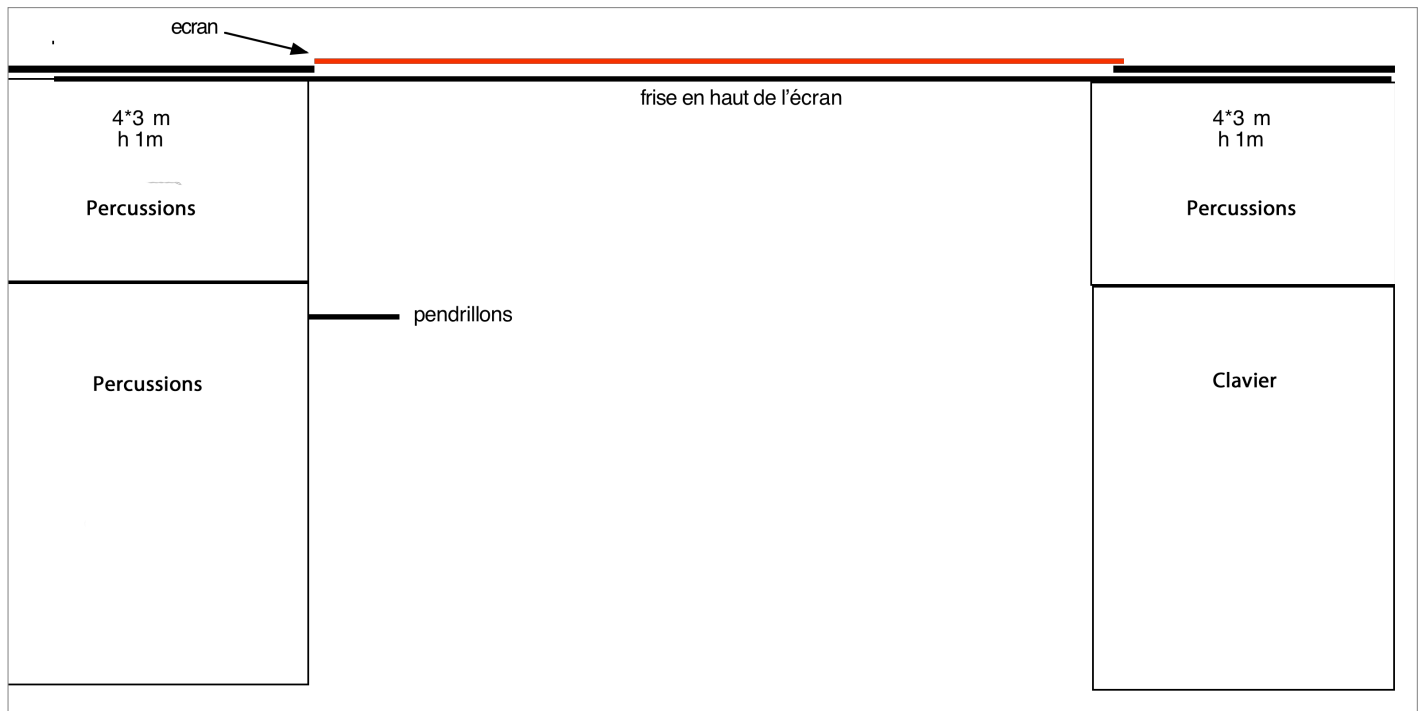 ecran
frise en haut de l'écran
4*3 m
h 1m
Percussions
4*3 m
h 1m
Percussions
pendrillons
Percussions
Clavier